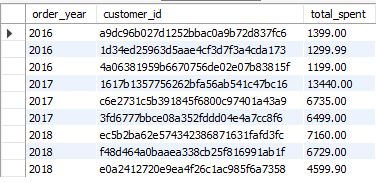 order_year customer_id total_spent
2016 a9dc96b027d1252bbac0a9b72d837fc6 1399.00
2016 1d34ed25963d5aae4cf3d7f3a4cda173 1299.99
2016 4a06381959b6670756de02e07b83815f 1199.00
2017 1617b1357756262bfa56ab541c47bc16 13440.00
2017 c6e2731c5b391845f6800c97401a43a9 6735.00
2017 3fd6777bbce08a352fddd04e4a7cc8f6 6499.00
2018 ec5b2ba62e574342386871631fafd3fc 7160.00
2018 f48d464a0baaea338cb25f816991ab1f 6729.00
2018 e0a2412720e9ea4f26c1ac985f6a7358 4599.90